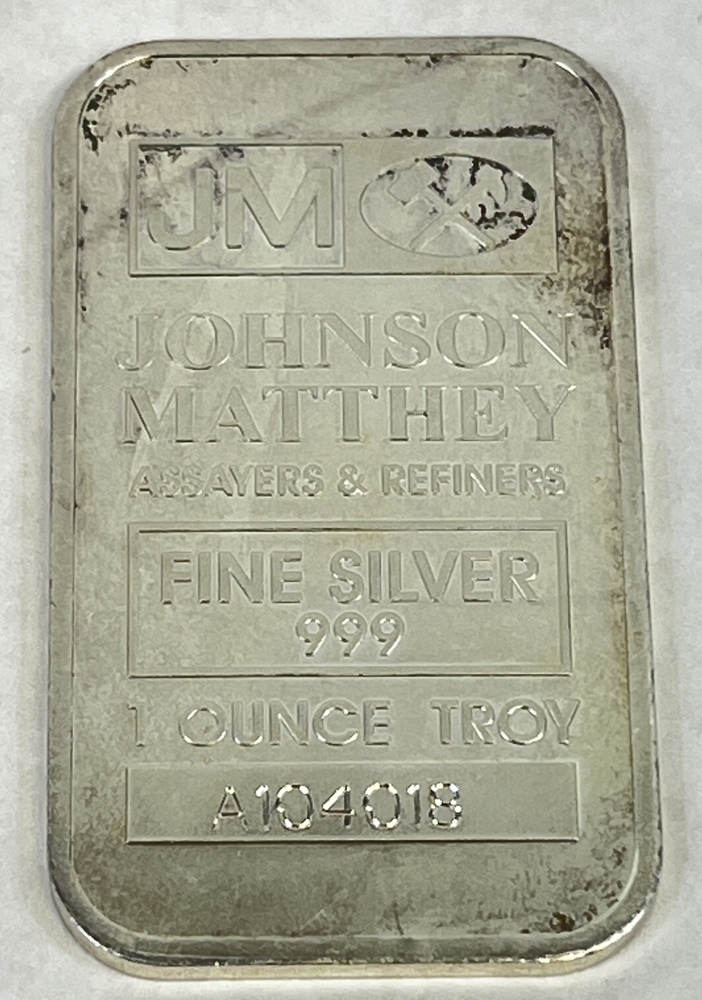 JM
JOHNSON
MATTHEY
ASSAYERS & REFINERS
FINE SILVER
999
1 OUNCE TROY
A104018